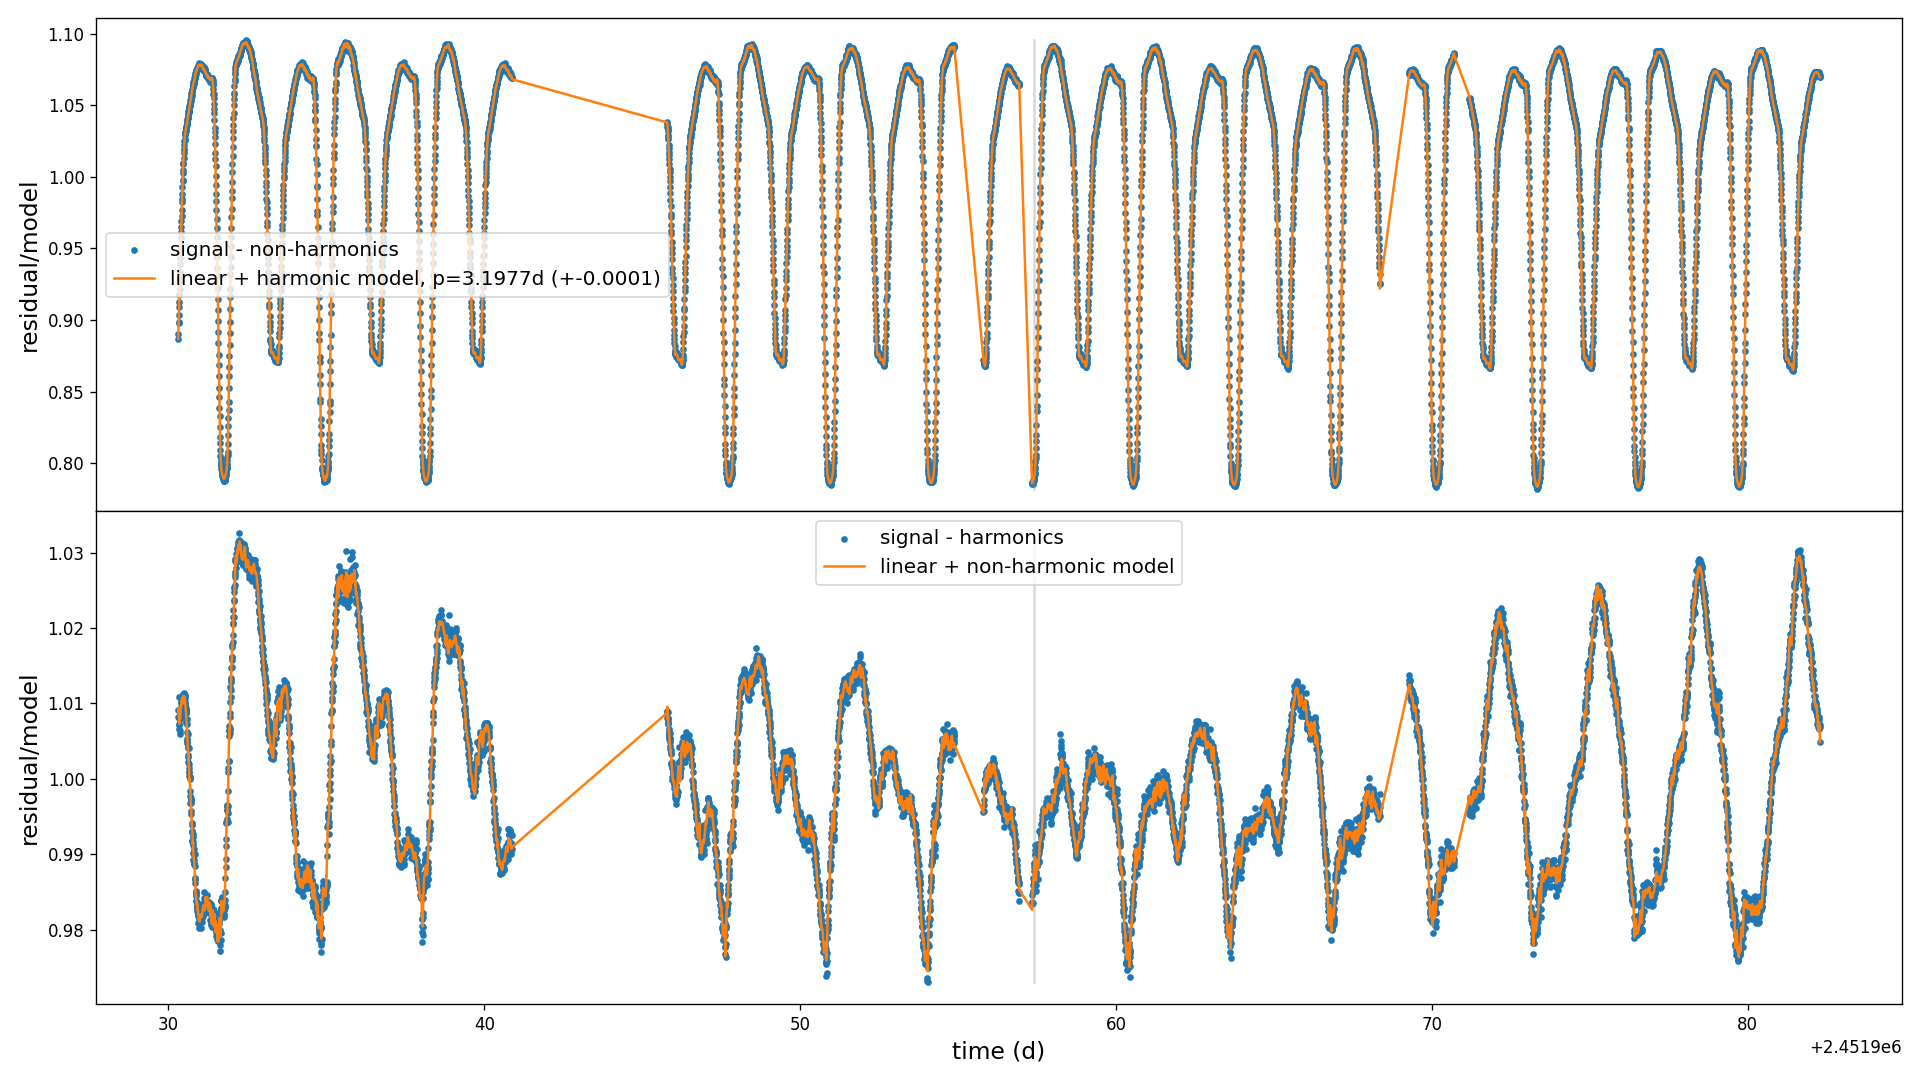 1.10
1.05
1.00
0.95
0.90
0.85
0.80
residual/model
signal - non-harmonics
linear + harmonic model, p=3.1977d (+-0.0001)
1.03
1.02
1.01
1.00
0.99
0.98
residual/model
signal - harmonics
linear + non-harmonic model
30 40 50 60 70 80
time (d)
+2.4519e6